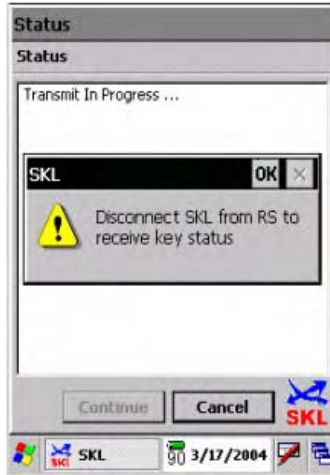 Status
Status
Transmit In Progress ...
SKL OK
Disconnect SKL from RS to
receive key status
Continue Cancel
SKL
SKL SKL 90 3/17/2004